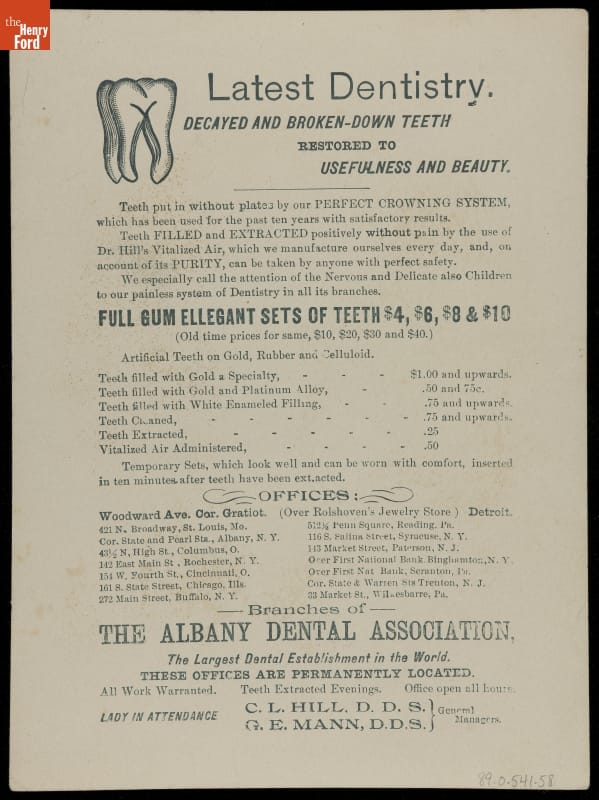 the
Henry
Ford
Latest Dentistry.
DECAYED AND BROKEN-DOWN TEETH
RESTORED TO
USEFULNESS AND BEAUTY.
Teeth put in without plates by our PERFECT CROWNING SYSTEM,
which has been used for the past ten years with satisfactory results.
Teeth FILLED and EXTRACTED positively without pain by the use of
Dr. Hill's Vitalized Air, which we manufacture ourselves every day, and, on
account of its PURITY, can be taken by anyone with perfect safety.
We especially call the attention of the Nervous and Delicate also Children
to our painless system of Dentistry in all its branches.
FULL GUM ELLEGANT SETS OF TEETH $4, $6, $8 & $10
(Old time prices for same, $10, $20, $30 and $40.)
Artificial Teeth on Gold, Rubber and Celluloid.
Teeth filled with Gold a Specialty, - - - $1.00 and upwards.
Teeth filled with Gold and Platinum Alloy, - .50 and 75c.
Teeth filled with White Enameled Filling, - - .75 and upwards.
Teeth Cleaned, - - - - - - - .75 and upwards.
Teeth Extracted, - - - - - .25
Vitalized Air Administered, - - - - .50
Temporary Sets, which look well and can be worn with comfort, inserted
in ten minutes after teeth have been extracted.
OFFICES:
Woodward Ave. Cor. Gratiot. (Over Rolshoven's Jewelry Store) Detroit.
421 N. Broadway, St. Louis, Mo.
Cor. State and Pearl Sts., Albany, N. Y.
43½ N, High St., Columbus, O.
142 East Main St, Rochester, N. Y.
154 W. Fourth St., Cincinnati, O.
161 S. State Street, Chicago, Ills.
272 Main Street, Buffalo, N. Y.
512½ Penn Square, Reading, Pa.
116 S. Salina Street, Syracuse, N. Y.
143 Market Street, Paterson, N. J.
Over First National Bank, Binghamton, N. Y.
Over First Nat Bank, Scranton, Pa.
Cor. State & Warren Sts Trenton, N. J.
33 Market St., Wilkesbarre, Pa.
Branches of
THE ALBANY DENTAL ASSOCIATION,
The Largest Dental Establishment in the World.
THESE OFFICES ARE PERMANENTLY LOCATED.
All Work Warranted. Teeth Extracted Evenings. Office open all hours.
LADY IN ATTENDANCE
C. L. HILL, D. D. S.
G. E. MANN, D.D.S.
General
Managers.
89.0.541.58